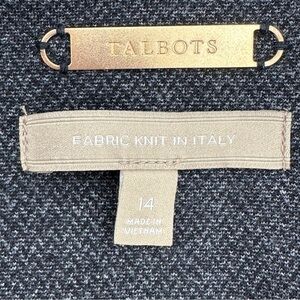 TALBOTS
FABRIC KNIT IN ITALY
14
MADE IN
VIETNAM